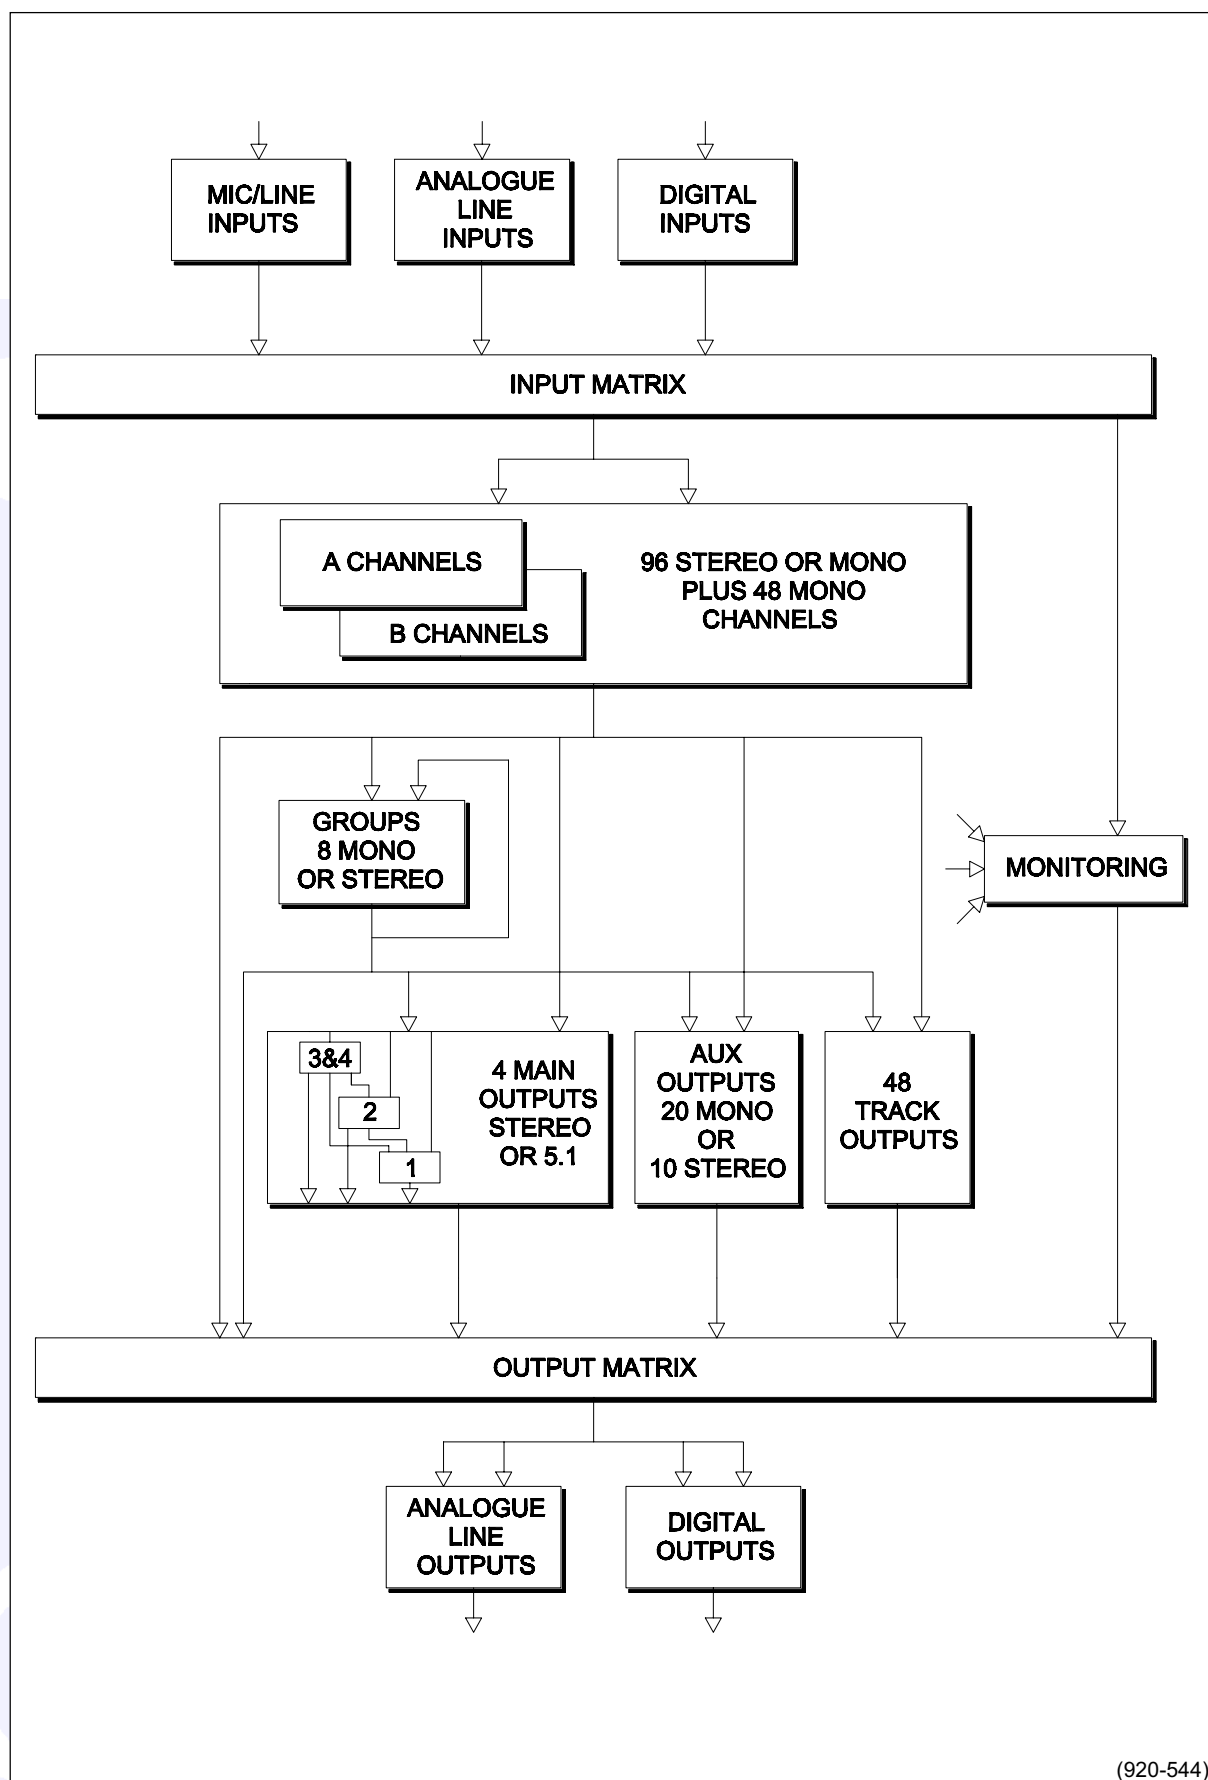 MIC/LINE
INPUTS
ANALOGUE
LINE
INPUTS
DIGITAL
INPUTS
INPUT MATRIX
A CHANNELS
B CHANNELS
96 STEREO OR MONO
PLUS 48 MONO
CHANNELS
GROUPS
8 MONO
OR STEREO
MONITORING
3&4
2
1
4 MAIN
OUTPUTS
STEREO
OR 5.1
AUX
OUTPUTS
20 MONO
OR
10 STEREO
48
TRACK
OUTPUTS
OUTPUT MATRIX
ANALOGUE
LINE
OUTPUTS
DIGITAL
OUTPUTS
(920-544)